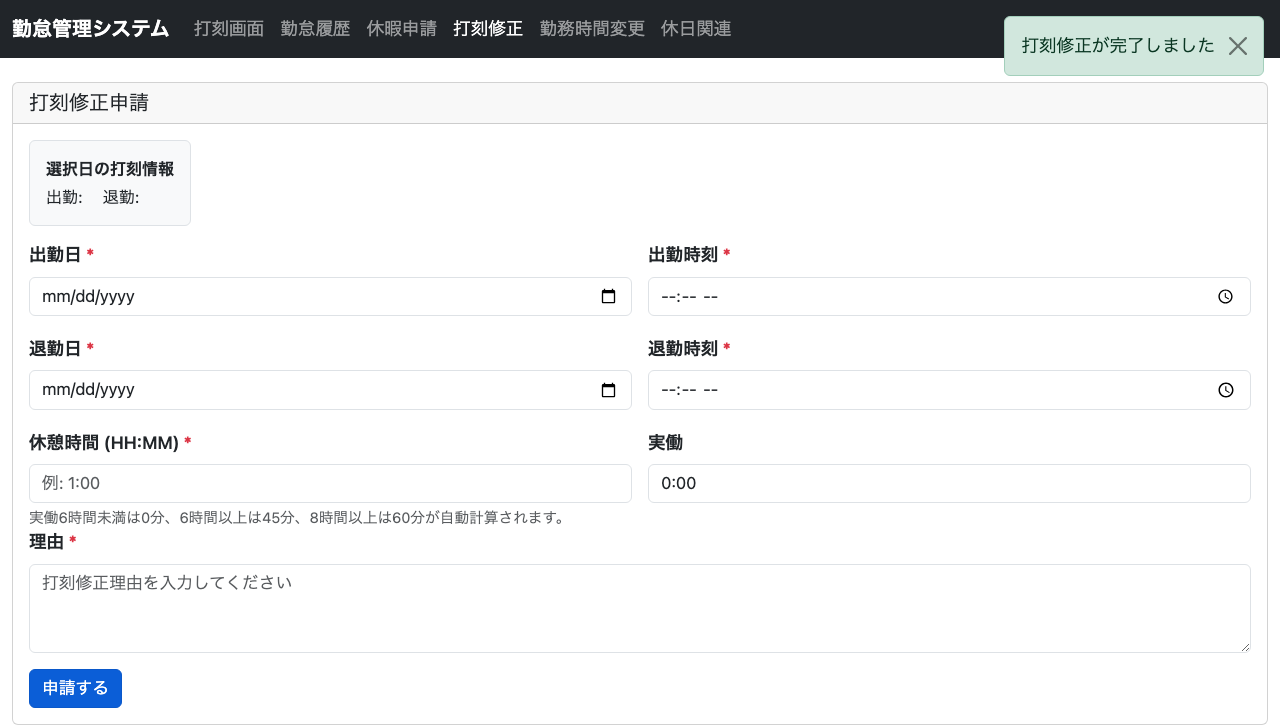 勤怠管理システム 打刻画面 勤怠履歴 休暇申請 打刻修正 勤務時間変更 休日関連
打刻修正が完了しました
打刻修正申請
選択日の打刻情報
出勤: 退勤:
出勤日 * 出勤時刻 *
mm/dd/yyyy --:-- --
退勤日 * 退勤時刻 *
mm/dd/yyyy --:-- --
休憩時間 (HH:MM) * 実働
例: 1:00 0:00
実働6時間未満は0分、6時間以上は45分、8時間以上は60分が自動計算されます。
理由 *
打刻修正理由を入力してください
申請する